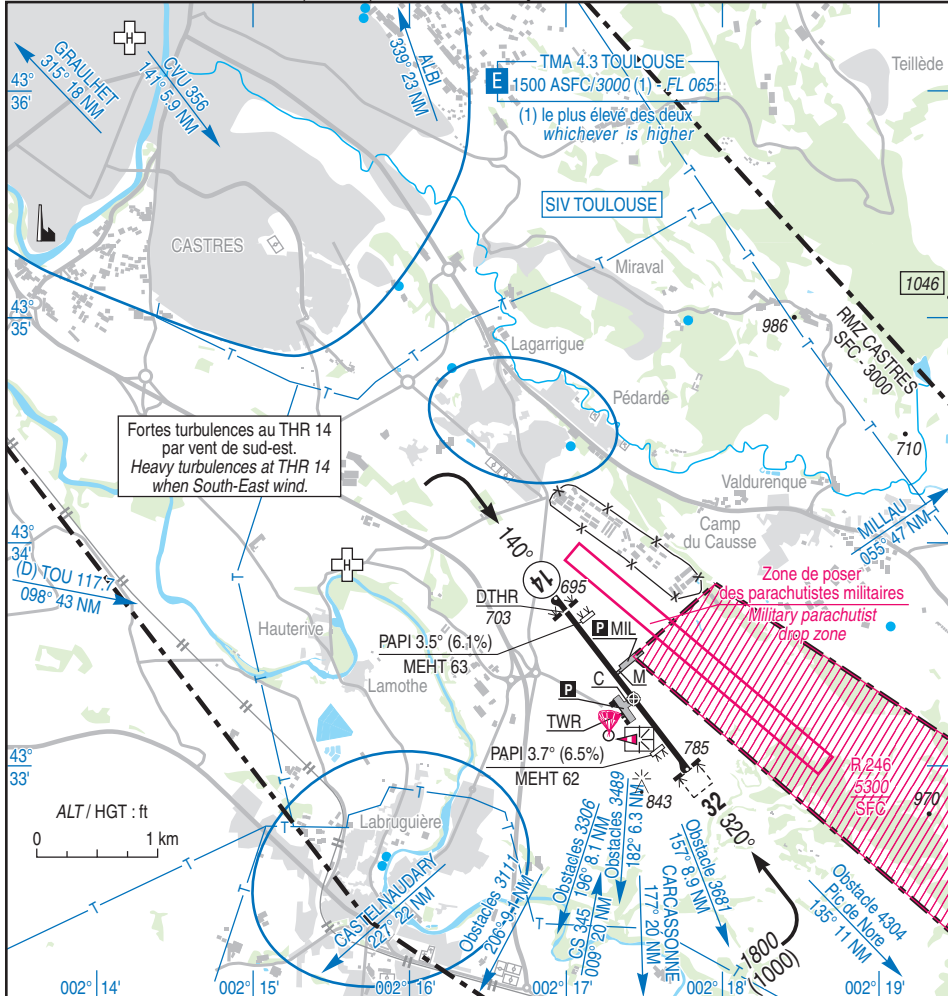 GRAULHET
315° 18 NM
CVU 356
141° 5.9 NM
ALBI
339° 23 NM
E
TMA 4.3 TOULOUSE
1500 ASFC/3000 (1) - FL 065
(1) le plus élevé des deux
whichever is higher
Teillède
43°
36'
43°
36'
SIV TOULOUSE
CASTRES
Miraval
1046
43°
35'
986
RMZ CASTRES
SFC - 3000
Lagarrigue
Pédardé
710
Fortes turbulences au THR 14
par vent de sud-est.
Heavy turbulences at THR 14
when South-East wind.
Valdurenque
Camp
du Causse
MILLAU
055° 47 NM
43°
34'
(D) TOU 117.7
098° 43 NM
140°
14
695
DTHR
703
Zone de poser
des parachutistes militaires
Military parachutist
drop zone
Hauterive
PAPI 3.5° (6.1%)
MEHT 63
P MIL
Lamothe
C
M
P
TWR
PAPI 3.7° (6.5%)
MEHT 62
785
43°
33'
R 246
5300
SFC
970
843
32
320°
ALT / HGT : ft
0
1 km
Labruguière
CASTELNAUDARY
227° 22 NM
Obstacles 3111
206° 9.1 NM
Obstacles 3306
196° 8.1 NM
CS 345
009° 20 NM
Obstacles 3489
182° 6.3 NM
CARCASSONNE
177° 20 NM
Obstacle 3681
157° 8.9 NM
1800
(1000)
Obstacle 4304
Pic de Nore
135° 11 NM
T
002° 14'
002° 15'
002° 16'
002° 17'
002° 18'
002° 19'